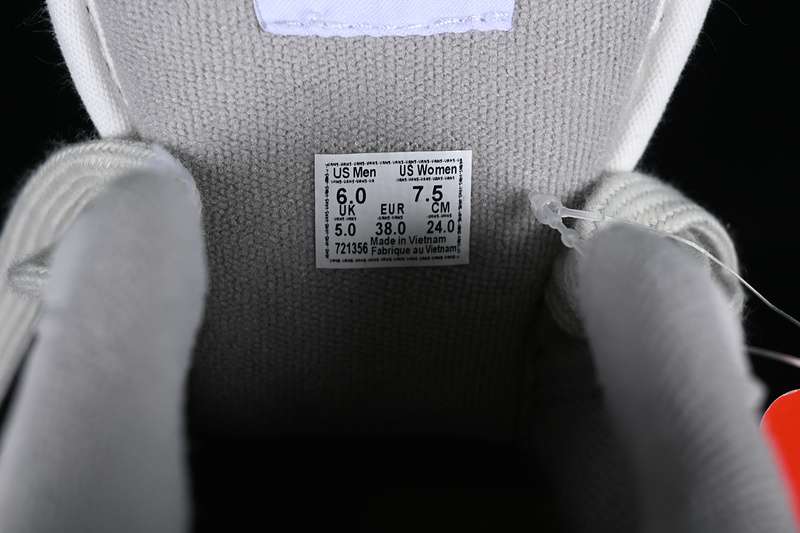 US Men US Women
6.0 7.5
UK EUR CM
5.0 38.0 24.0
721356 Made in Vietnam
Fabrique au Vietnam